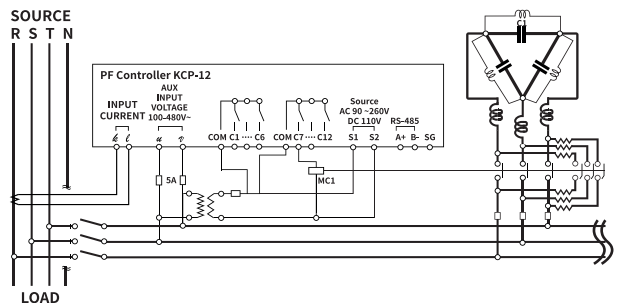 SOURCE
R S T N
C1
PF Controller KCP-12
INPUT
CURRENT
k l
AUX
INPUT
VOLTAGE
100-480V~
u v
COM C1 ···· C6
COM C7 ···· C12
Source
AC 90 ~260V
DC 110V
S1 S2
RS-485
A+ B- SG
5A
MC1
LOAD